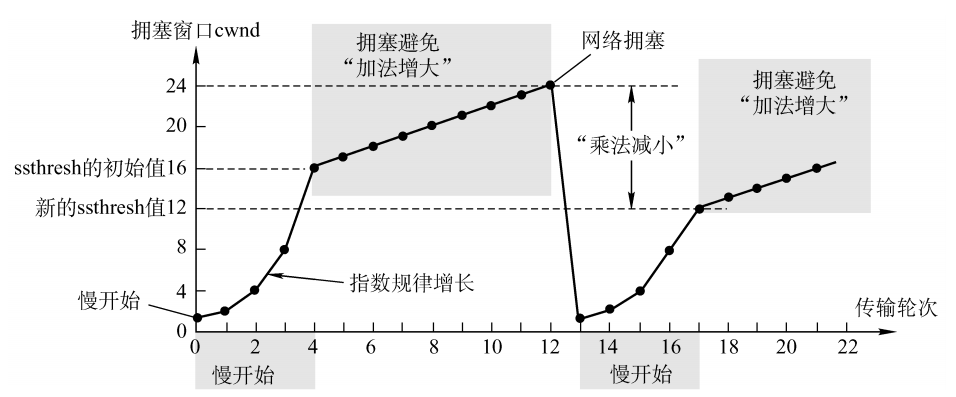 拥塞窗口cwnd
拥塞避免
“加法增大”
网络拥塞
拥塞避免
“加法增大”
24
20
“乘法减小”
ssthresh的初始值16
新的ssthresh值12
8
指数规律增长
4
慢开始
传输轮次
0
0 2 4 6 8 10 12 14 16 18 20 22
慢开始 慢开始